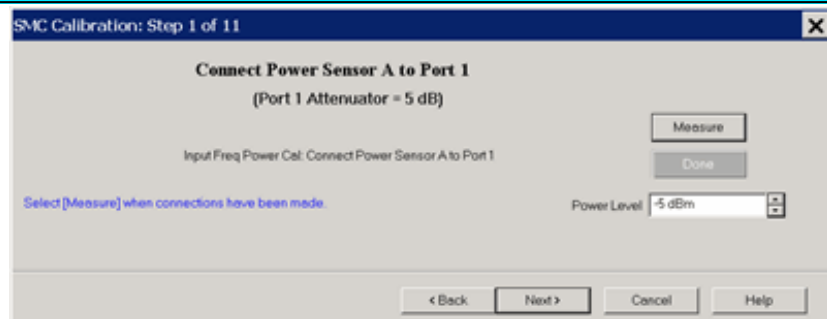 SMC Calibration: Step 1 of 11
Connect Power Sensor A to Port 1
(Port 1 Attenuator = 5 dB)
Measure
Input Freq Power Cal: Connect Power Sensor A to Port 1
Done
Select [Measure] when connections have been made.
Power Level -5 dBm
< Back Next > Cancel Help